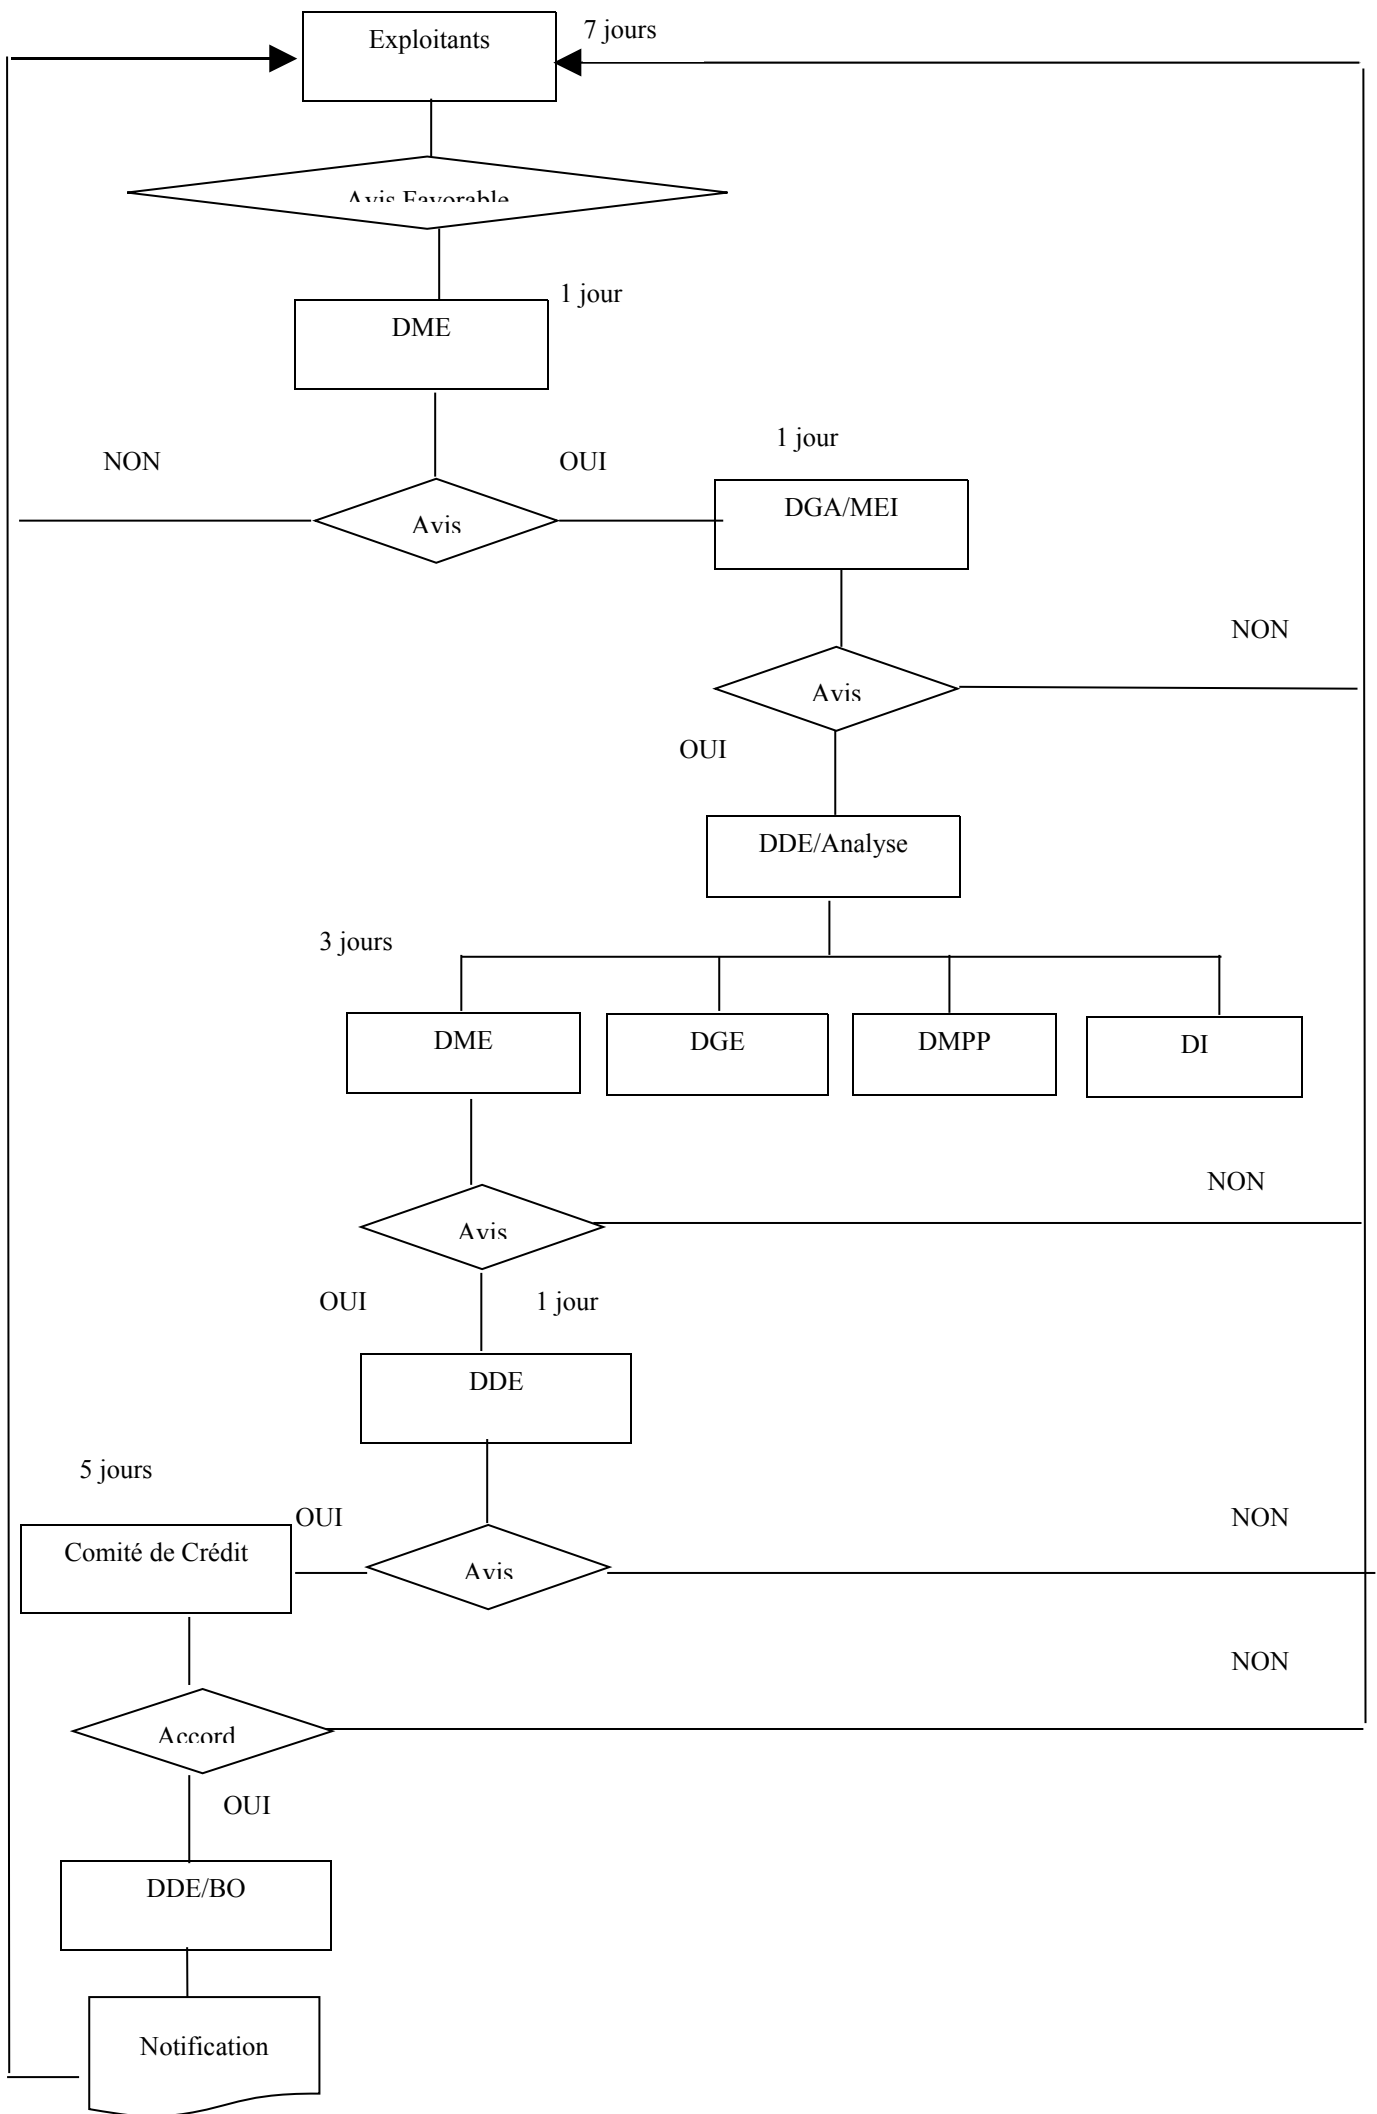 Exploitants
7 jours
Avis Favorable
1 jour
DME
1 jour
NON
OUI
DGA/MEI
Avis
NON
Avis
OUI
DDE/Analyse
3 jours
DME
DGE
DMPP
DI
NON
Avis
OUI
1 jour
DDE
5 jours
OUI
NON
Comité de Crédit
Avis
NON
Accord
OUI
DDE/BO
Notification